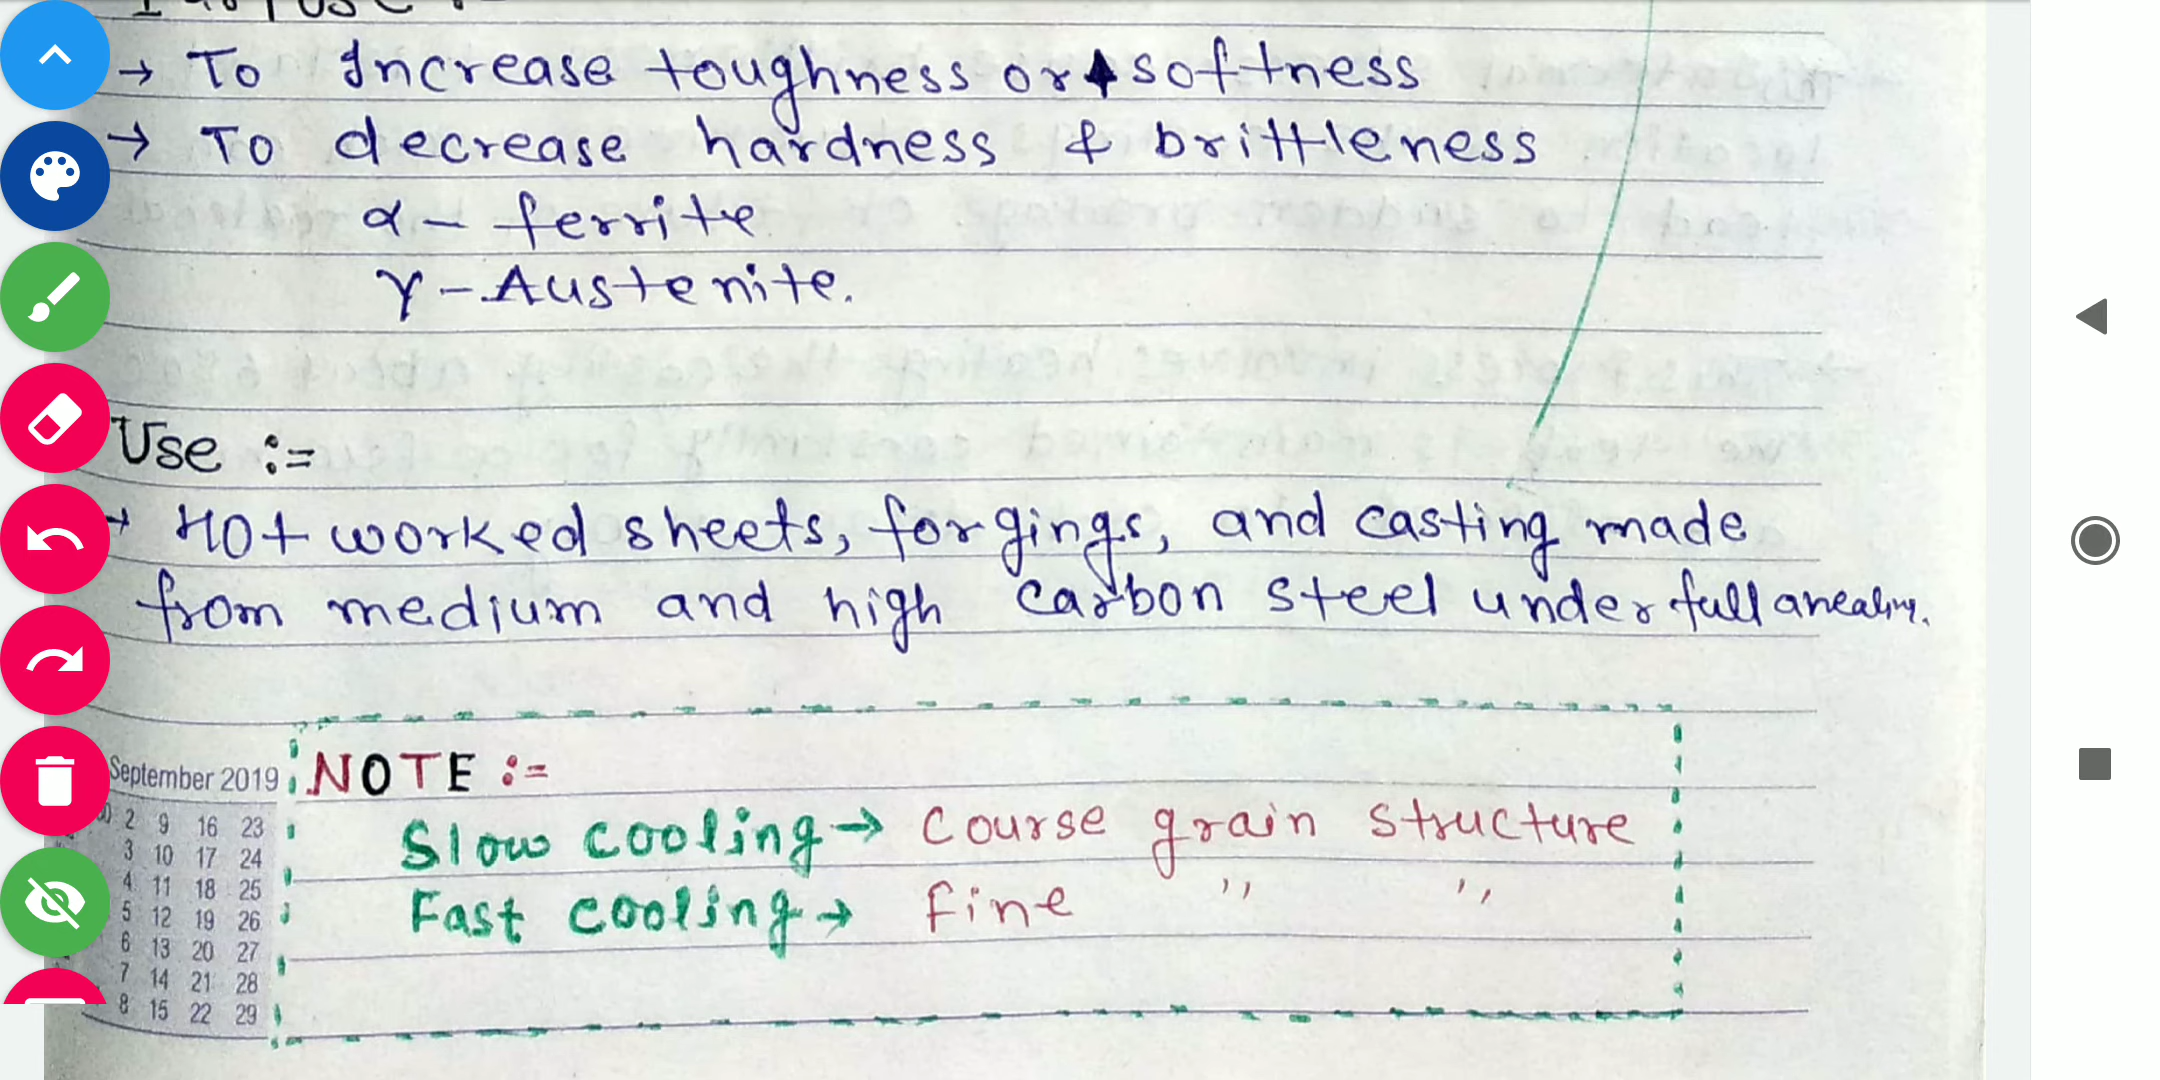 → To Increase toughness or softness
→ To decrease hardness & brittleness
α - ferrite
γ - Austenite.
Use :=
→ Hot worked sheets, forgings, and casting made
from medium and high carbon steel under full anealing.
NOTE :=
Slow cooling → Course grain structure
Fast cooling → fine " "
September 2019
2 9 16 23
3 10 17 24
4 11 18 25
5 12 19 26
6 13 20 27
7 14 21 28
8 15 22 29